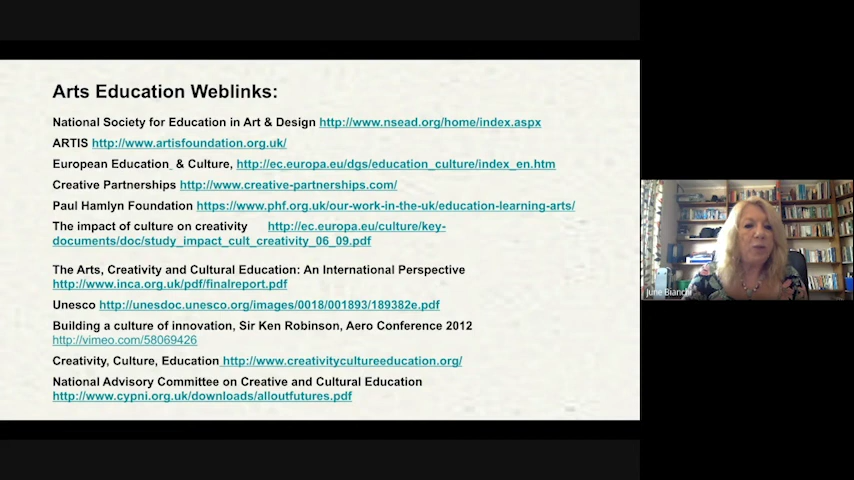 Arts Education Weblinks:
National Society for Education in Art & Design http://www.nsead.org/home/index.aspx
ARTIS http://www.artisfoundation.org.uk/
European Education & Culture, http://ec.europa.eu/dgs/education_culture/index_en.htm
Creative Partnerships http://www.creative-partnerships.com/
Paul Hamlyn Foundation https://www.phf.org.uk/our-work-in-the-uk/education-learning-arts/
The impact of culture on creativity http://ec.europa.eu/culture/key-
documents/doc/study_impact_cult_creativity_06_09.pdf
The Arts, Creativity and Cultural Education: An International Perspective
http://www.inca.org.uk/pdf/finalreport.pdf
Unesco http://unesdoc.unesco.org/images/0018/001893/189382e.pdf
Building a culture of innovation, Sir Ken Robinson, Aero Conference 2012
http://vimeo.com/58069426
Creativity, Culture, Education http://www.creativitycultureeducation.org/
National Advisory Committee on Creative and Cultural Education
http://www.cypni.org.uk/downloads/alloutfutures.pdf
June Bianchi